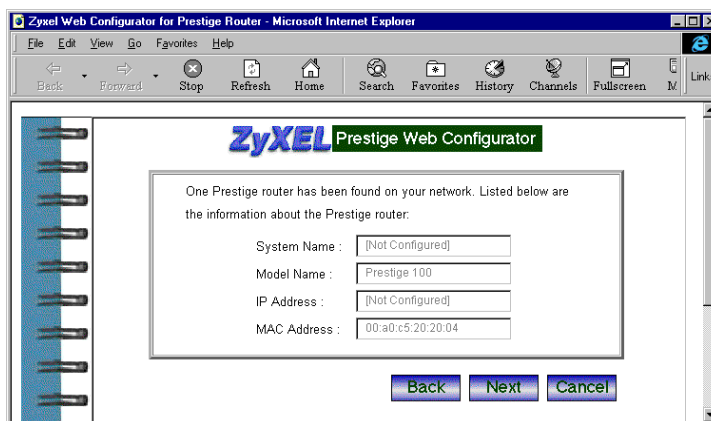 Zyxel Web Configurator for Prestige Router - Microsoft Internet Explorer
File Edit View Go Favorites Help
Back Forward Stop Refresh Home Search Favorites History Channels Fullscreen M Link
ZyXEL Prestige Web Configurator
One Prestige router has been found on your network. Listed below are
the information about the Prestige router:
System Name : [Not Configured]
Model Name : Prestige 100
IP Address : [Not Configured]
MAC Address : 00:a0:c5:20:20:04
Back Next Cancel